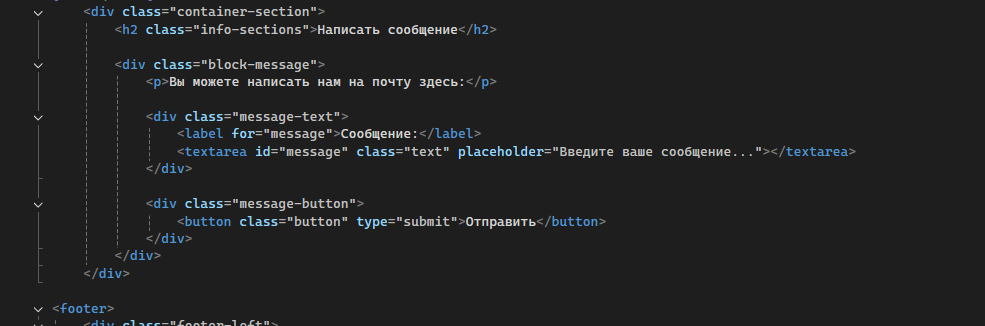 <div class="container-section">
<h2 class="info-sections">Написать сообщение</h2>
<div class="block-message">
<p>Вы можете написать нам на почту здесь:</p>
<div class="message-text">
<label for="message">Сообщение:</label>
<textarea id="message" class="text" placeholder="Введите ваше сообщение..."></textarea>
</div>
<div class="message-button">
<button class="button" type="submit">Отправить</button>
</div>
</div>
</div>
<footer>
<div class="footer-left">